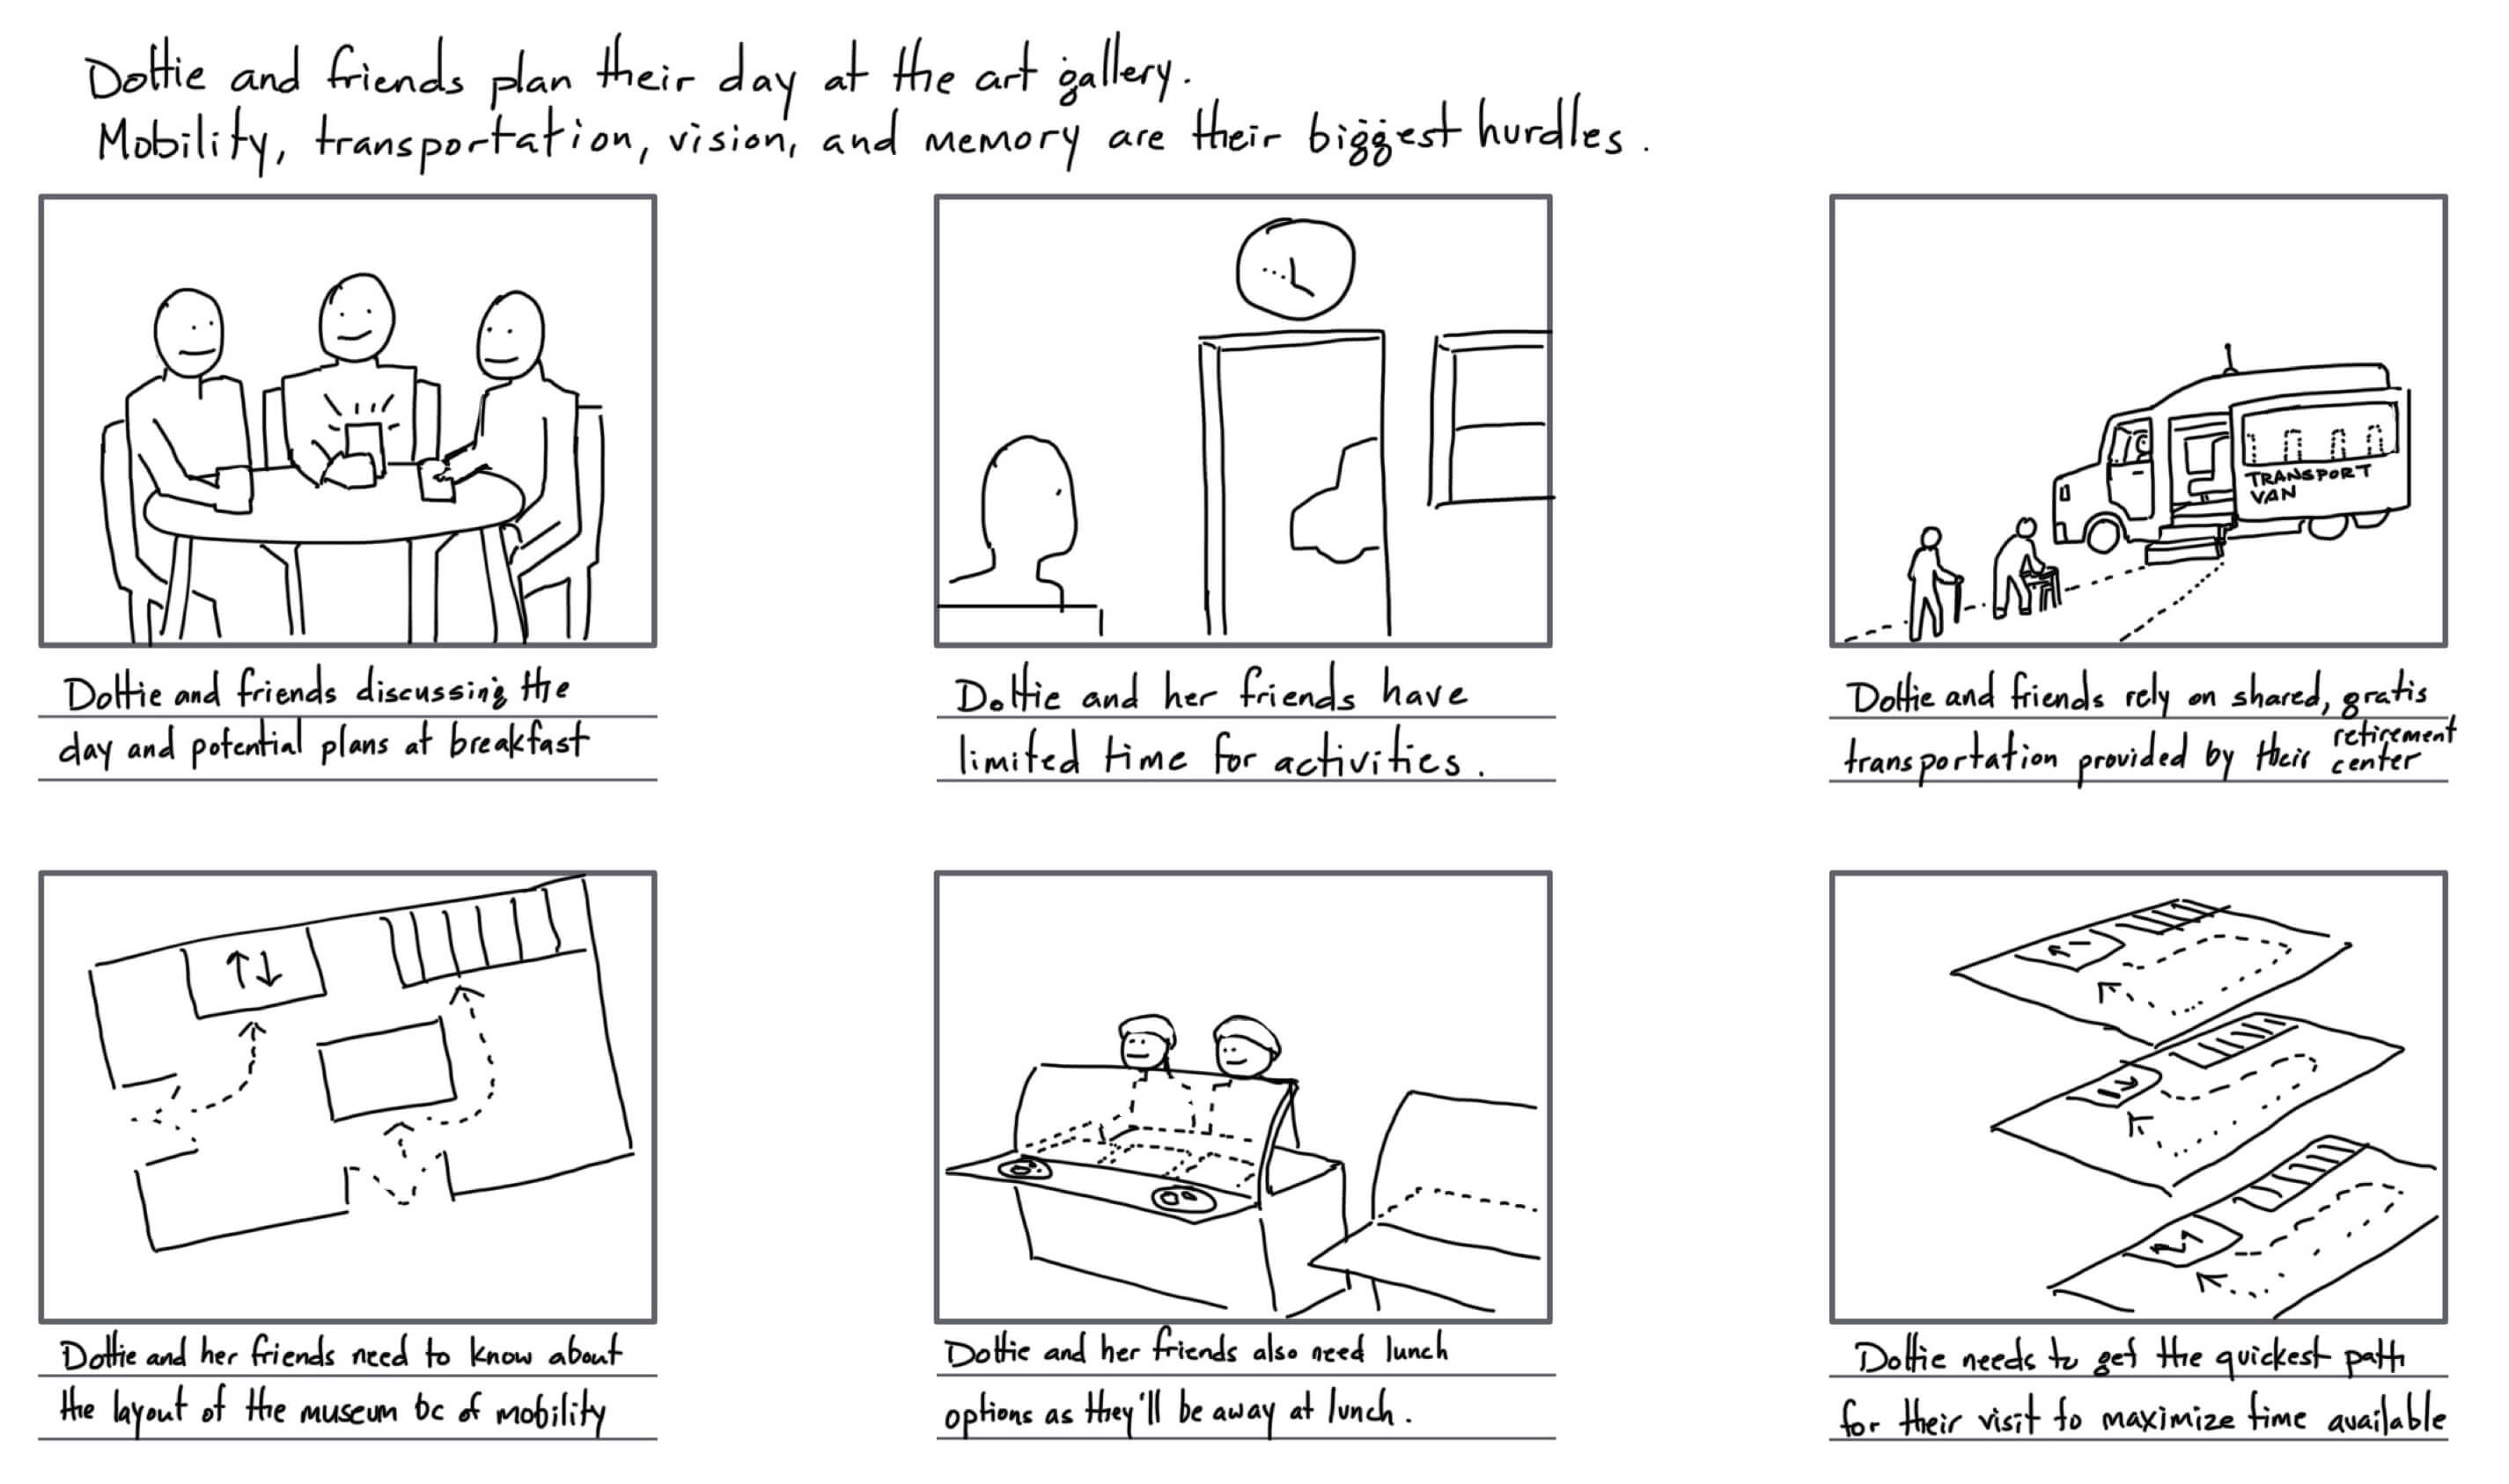 Dottie and friends plan their day at the art gallery.
Mobility, transportation, vision, and memory are their biggest hurdles.
Dottie and friends discussing the
day and potential plans at breakfast
Dottie and her friends have
limited time for activities.
TRANSPORT
VAN
Dottie and friends rely on shared, gratis
transportation provided by their retirement
center
Dottie and her friends need to know about
the layout of the museum bc of mobility
Dottie and her friends also need lunch
options as they'll be away at lunch.
Dottie needs to get the quickest path
for their visit to maximize time available